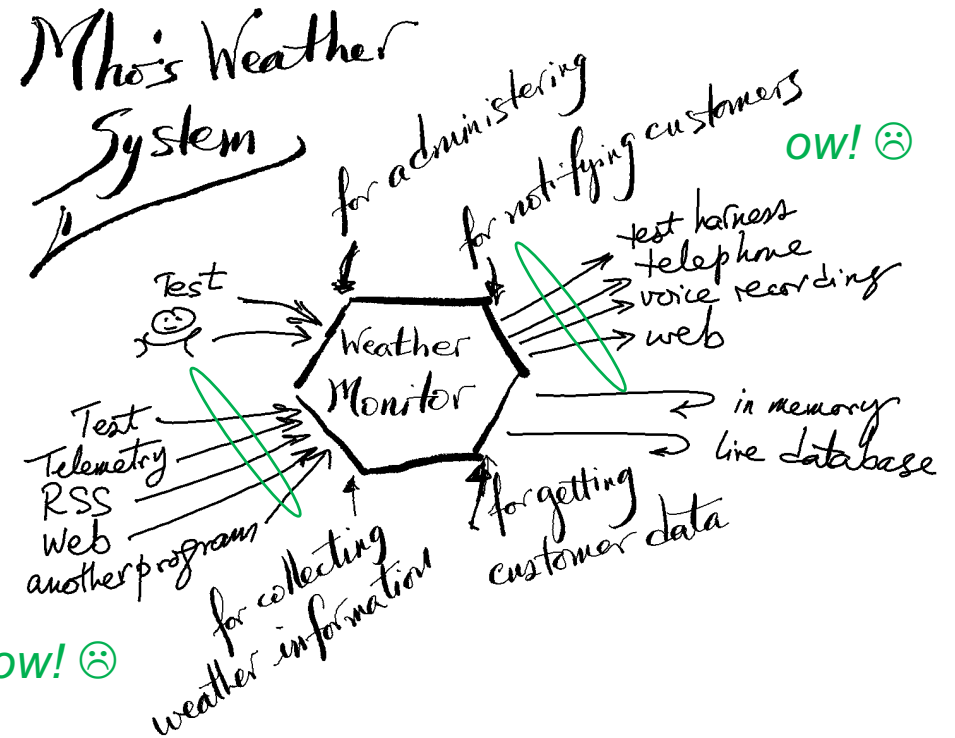 Mho's Weather
System
for administering
for notifying customers
ow! ☹
Test
test harness
telephone
voice recording
web
Weather
Monitor
Test
Telemetry
RSS
Web
another program
in memory
live database
for collecting
weather information
for getting
customer data
ow! ☹